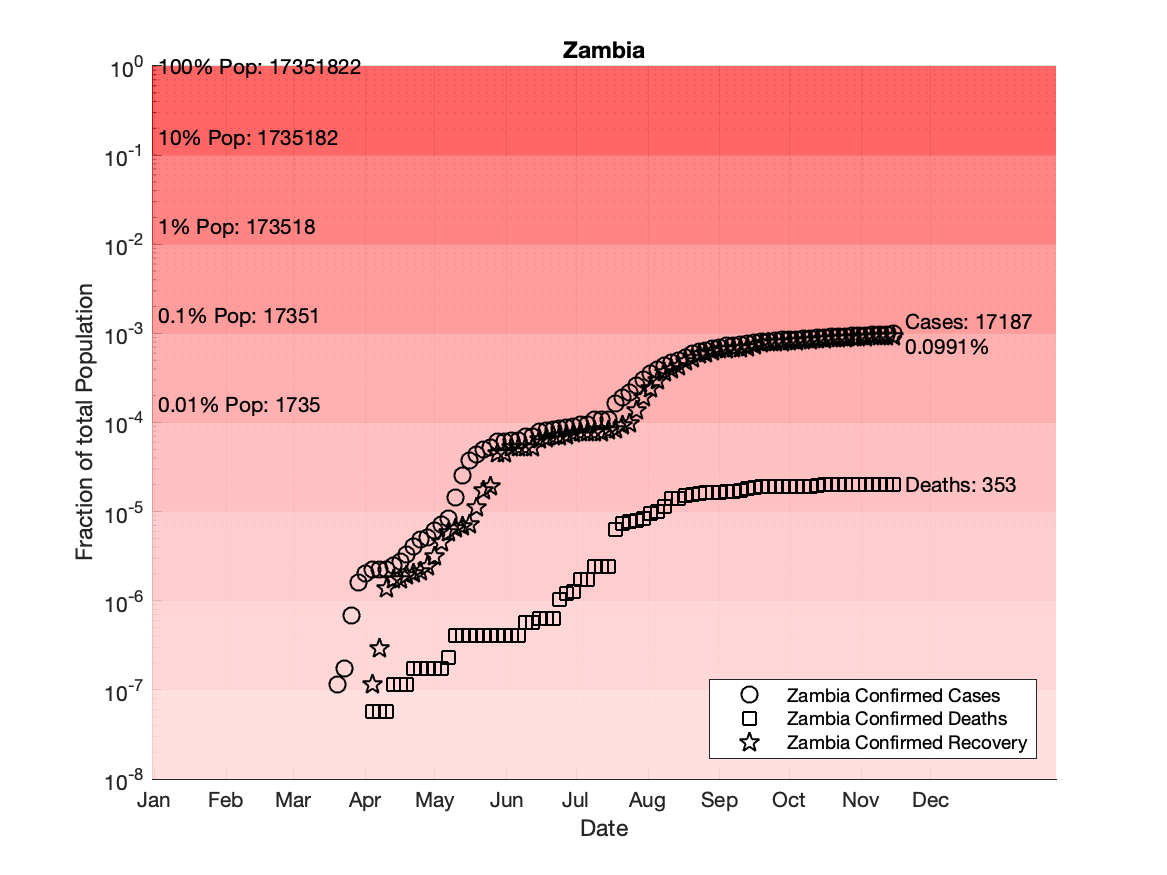 Zambia
10^0
100% Pop: 17351822
10% Pop: 1735182
10^-1
1% Pop: 173518
10^-2
0.1% Pop: 17351
10^-3
Cases: 17187
0.0991%
0.01% Pop: 1735
10^-4
Deaths: 353
10^-5
10^-6
10^-7
10^-8
Fraction of total Population
Zambia Confirmed Cases
Zambia Confirmed Deaths
Zambia Confirmed Recovery
Jan Feb Mar Apr May Jun Jul Aug Sep Oct Nov Dec
Date